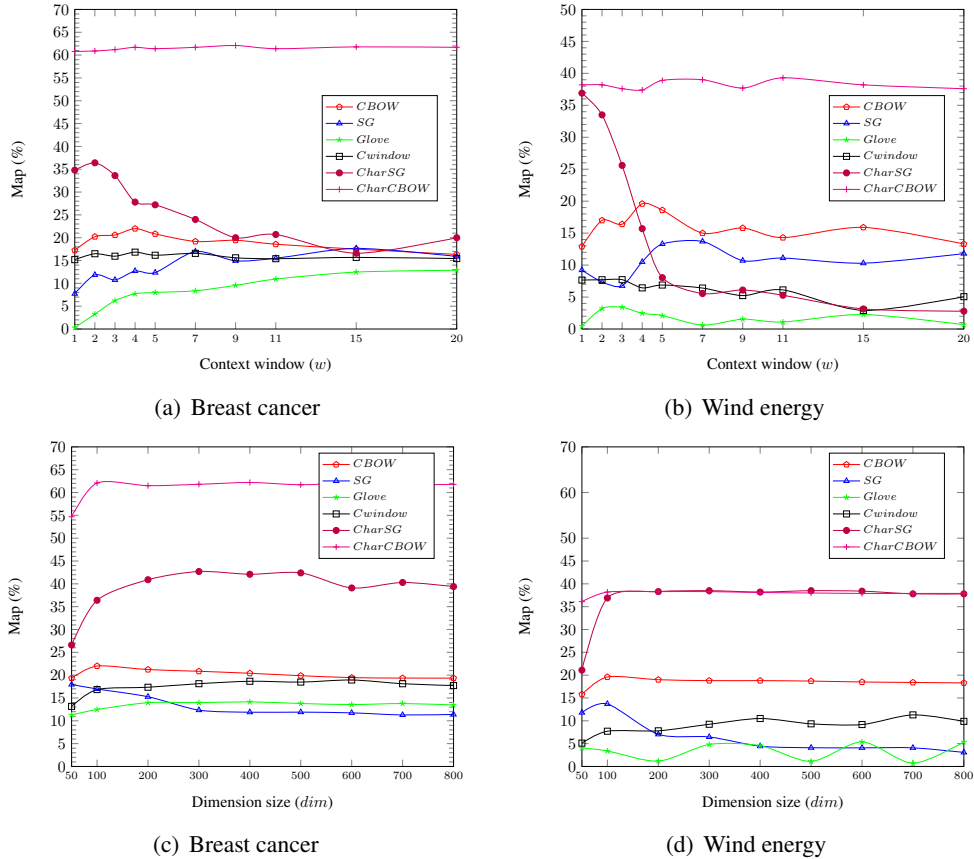 70
65
60
55
50
45
40
35
30
25
20
15
10
5
0
Map (%)
CBOW
SG
Glove
Cwindow
CharSG
CharCBOW
1 2 3 4 5 7 9 11 15 20
Context window (w)
(a) Breast cancer
50
45
40
35
30
25
20
15
10
5
0
Map (%)
CBOW
SG
Glove
Cwindow
CharSG
CharCBOW
1 2 3 4 5 7 9 11 15 20
Context window (w)
(b) Wind energy
70
65
60
55
50
45
40
35
30
25
20
15
10
5
0
Map (%)
CBOW
SG
Glove
Cwindow
CharSG
CharCBOW
50 100 200 300 400 500 600 700 800
Dimension size (dim)
(c) Breast cancer
70
60
55
50
45
40
35
30
25
20
15
10
5
0
Map (%)
CBOW
SG
Glove
Cwindow
CharSG
CharCBOW
50 100 200 300 400 500 600 700 800
Dimension size (dim)
(d) Wind energy